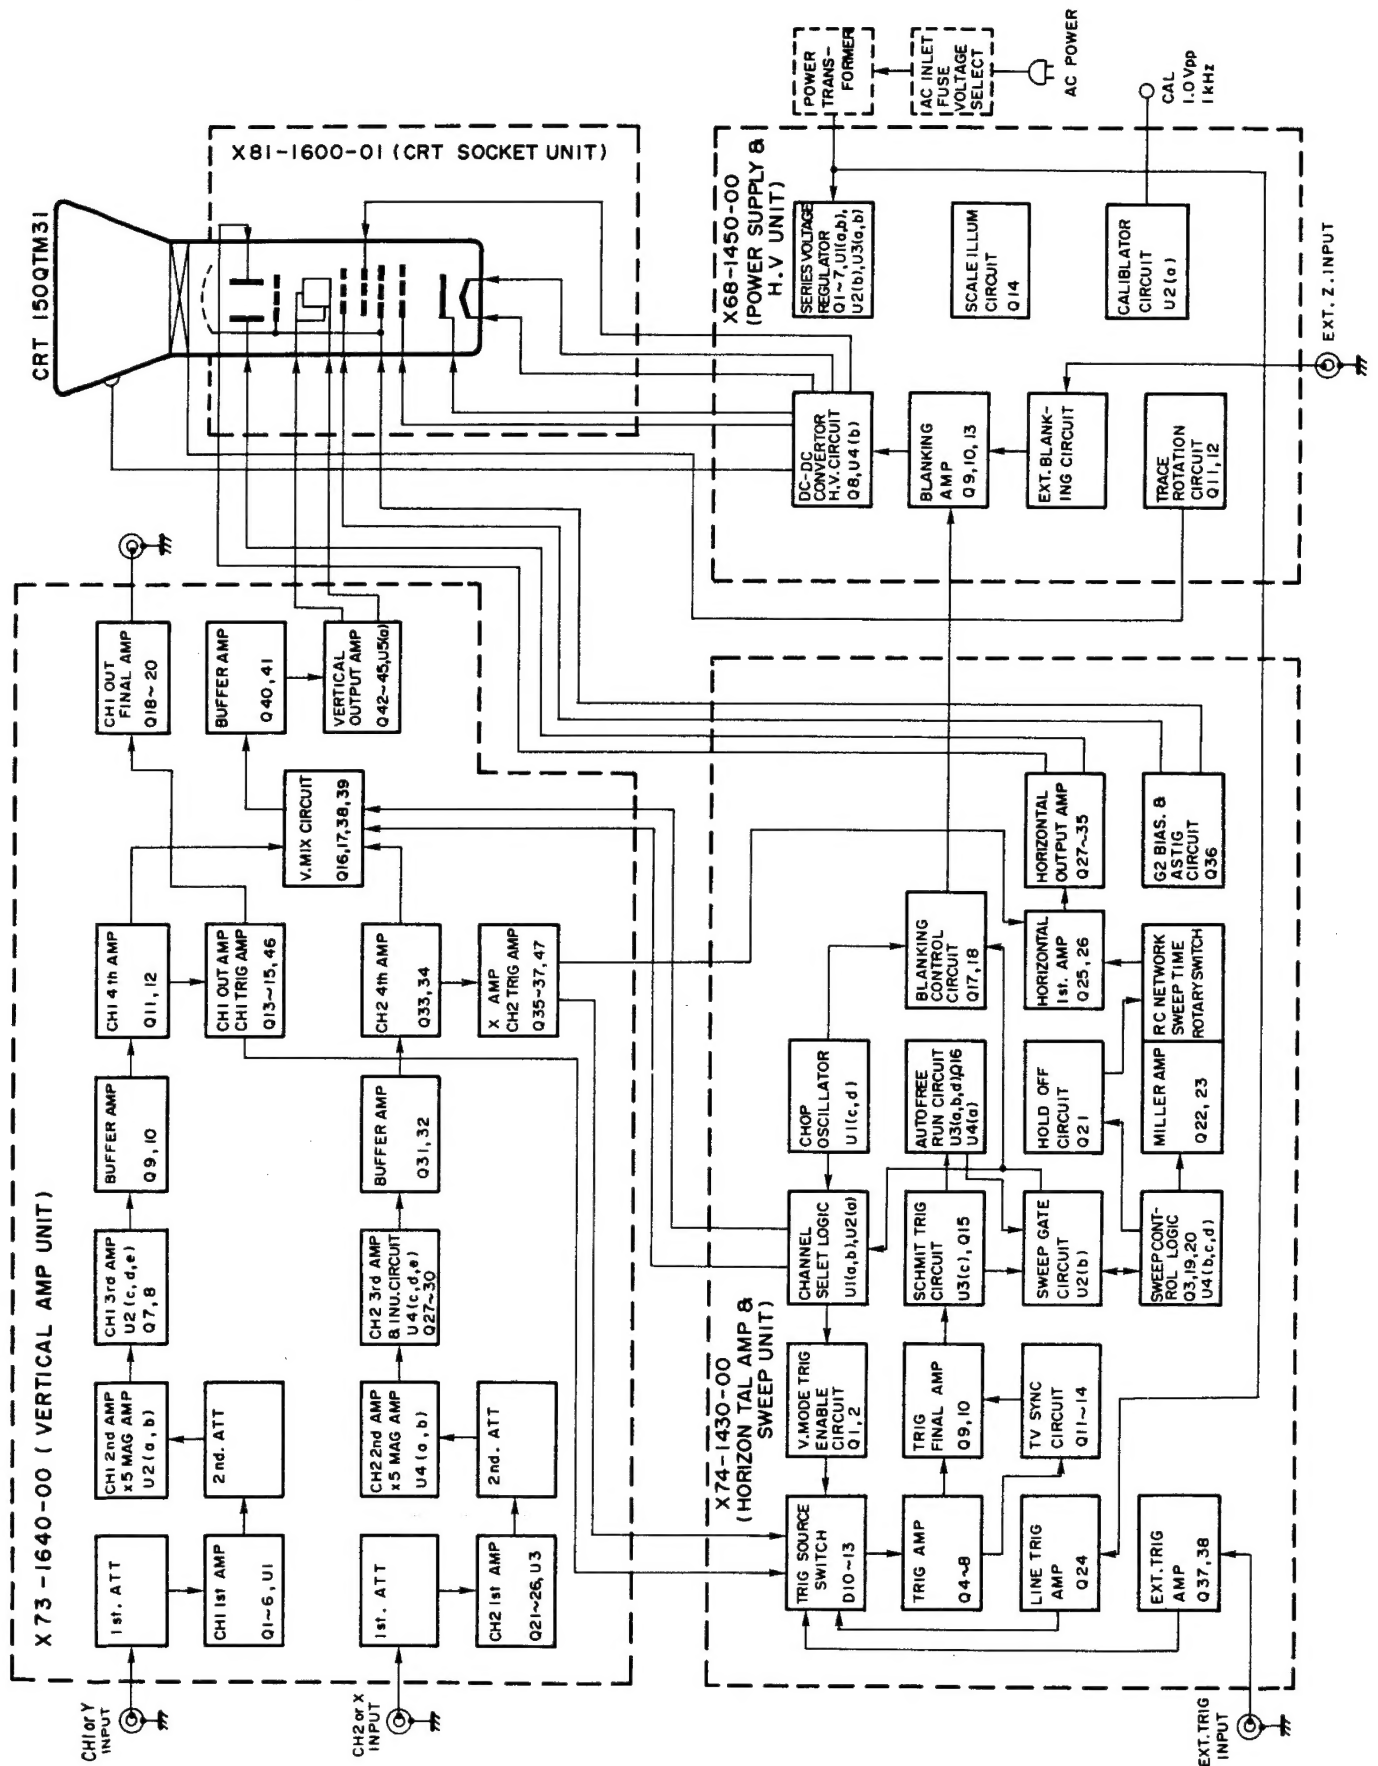 X73-1640-00 (VERTICAL AMP UNIT)
CH1 or Y
INPUT
1st. ATT
CH1 1st AMP
Q1~6, U1
2nd. ATT
CH1 2nd AMP
x5 MAG AMP
U2(a, b)
CH1 3rd AMP
U2(c, d, e)
Q7, 8
BUFFER AMP
Q9, 10
CH1 4th AMP
Q11, 12
CH1 OUT AMP
CH1 TRIG AMP
Q13~15, 46
CH1 OUT
FINAL AMP
Q18~20
CH2 or X
INPUT
1st. ATT
CH2 1st AMP
Q21~26, U3
2nd. ATT
CH2 2nd AMP
x5 MAG AMP
U4(a, b)
CH2 3rd AMP
& INU. CIRCUIT
U4(c, d, e)
Q27~30
BUFFER AMP
Q31, 32
CH2 4th AMP
Q33, 34
X AMP
CH2 TRIG AMP
Q35~37, 47
V. MIX CIRCUIT
Q16, 17, 38, 39
BUFFER AMP
Q40, 41
VERTICAL
OUTPUT AMP
Q42~45, U5(a)
CRT 150QTM31
X81-1600-01 (CRT SOCKET UNIT)
X74-1430-00
(HORIZON TAL AMP &
SWEEP UNIT)
TRIG SOURCE
SWITCH
D10~13
V. MODE TRIG
ENABLE
CIRCUIT
Q1, 2
CHANNEL
SELET LOGIC
U1(a, b), U2(a)
CHOP
OSCILLATOR
U1(c, d)
BLANKING
CONTROL
CIRCUIT
Q17, 18
TRIG AMP
Q4~8
TRIG
FINAL AMP
Q9, 10
SCHMIT TRIG
CIRCUIT
U3(c), Q15
AUTO FREE
RUN CIRCUIT
U3(a, b, d) Q16
U4(a)
LINE TRIG
AMP
Q24
TV SYNC
CIRCUIT
Q11~14
SWEEP GATE
CIRCUIT
U2(b)
HOLD OFF
CIRCUIT
Q21
HORIZONTAL
1st. AMP
Q25, 26
HORIZONTAL
OUTPUT AMP
Q27~35
EXT. TRIG
AMP
Q37, 38
SWEEP CONT-
ROL LOGIC
Q3, 19, 20
U4(b, c, d)
MILLER AMP
Q22, 23
RC NETWORK
SWEEP TIME
ROTARY SWITCH
G2 BIAS. &
ASTIG
CIRCUIT
Q36
EXT. TRIG
INPUT
X68-1450-00
(POWER SUPPLY &
H.V UNIT)
DC-DC
CONVERTOR
H.V. CIRCUIT
Q8, U4(b)
SERIES VOLTAGE
REGULATOR
Q1~7, U1(a,b),
U2(b), U3(a,b)
BLANKING
AMP
Q9, 10, 13
SCALE ILLUM
CIRCUIT
Q14
EXT. BLANK-
ING CIRCUIT
TRACE
ROTATION
CIRCUIT
Q11, 12
CALIBLATOR
CIRCUIT
U2(a)
POWER
TRANS-
FORMER
AC INLET
FUSE
VOLTAGE
SELECT
AC POWER
CAL
1.0Vpp
1kHz
EXT. Z. INPUT